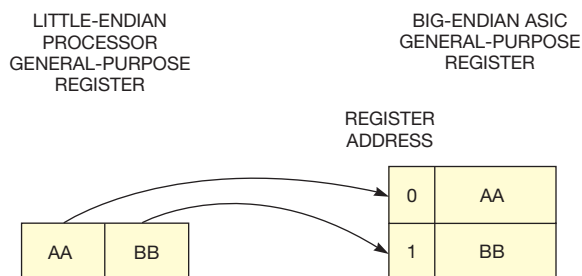 LITTLE-ENDIAN
PROCESSOR
GENERAL-PURPOSE
REGISTER
BIG-ENDIAN ASIC
GENERAL-PURPOSE
REGISTER
REGISTER
ADDRESS
0 AA
AA BB
1 BB